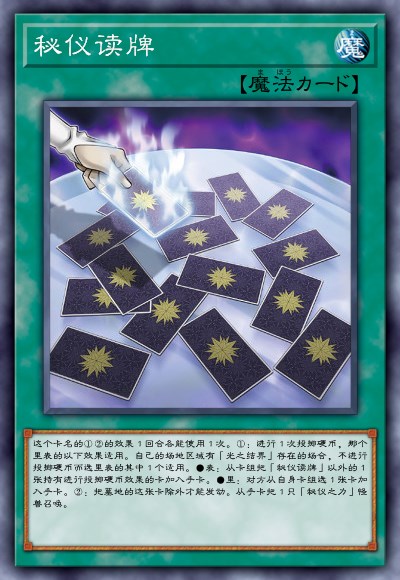 秘仪读牌
魔
【魔法カード】
まほう
这个卡名的①②的效果1回合各能使用1次。①:进行1次投掷硬币,那个
里表的以下效果适用。自己的场地区域有「光之结界」存在的场合,不进行
投掷硬币而选里表的其中1个适用。●表:从卡组把「秘仪读牌」以外的1
张持有进行投掷硬币效果的卡加入手卡。●里:对方从自身卡组选1张卡加
入手卡。②:把墓地的这张卡除外才能发动。从手卡把1只「秘仪之力」怪
兽召唤。